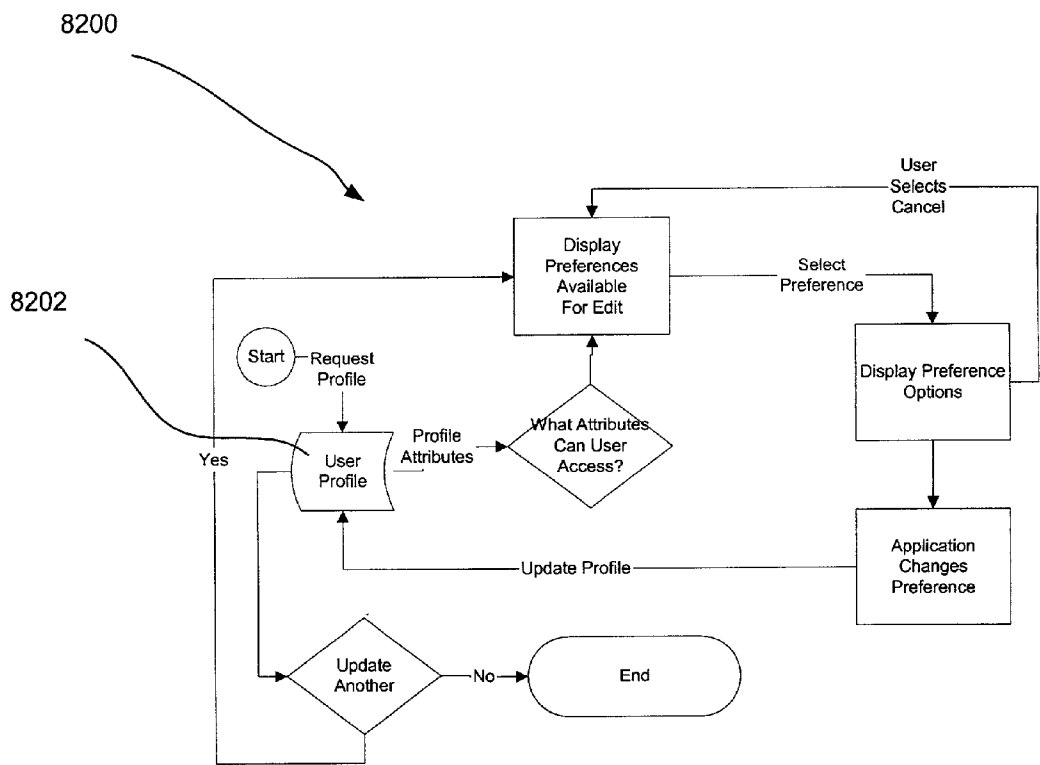 8200
User
Selects
Cancel
Display
Preferences
Available
For Edit
Select
Preference
8202
Start
Request
Profile
Display Preference
Options
What Attributes
Can User
Access?
Profile
Attributes
User
Profile
Yes
Application
Changes
Preference
Update Profile
Update
Another
No
End